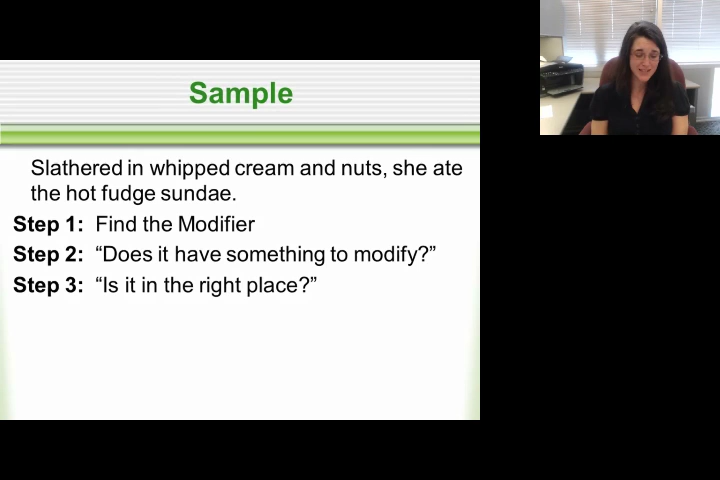 Sample
Slathered in whipped cream and nuts, she ate
the hot fudge sundae.
Step 1: Find the Modifier
Step 2: “Does it have something to modify?”
Step 3: “Is it in the right place?”